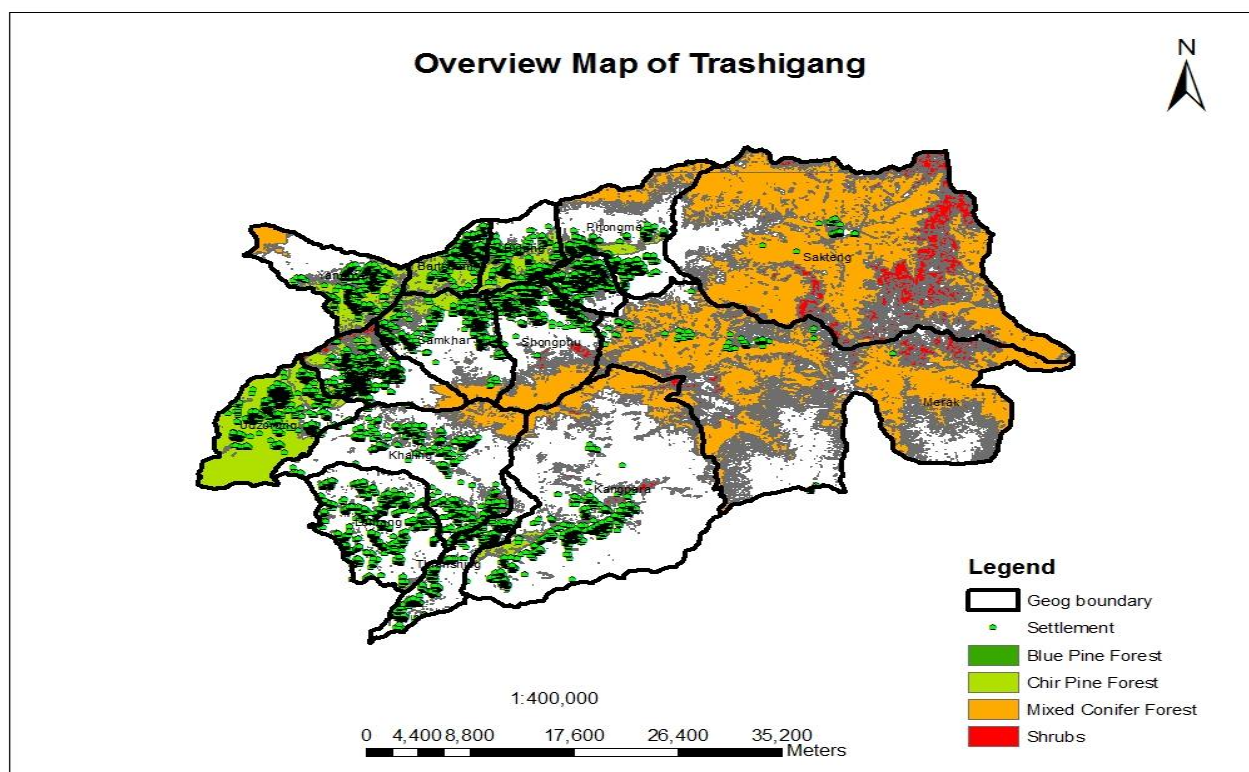 Overview Map of Trashigang
N
Phongme
Sakteng
Samkhar
Shongphu
Merak
Udzorong
Khaling
Kangpara
Legend
Geog boundary
Settlement
Blue Pine Forest
Chir Pine Forest
Mixed Conifer Forest
Shrubs
1:400,000
0 4,400 8,800 17,600 26,400 35,200
Meters